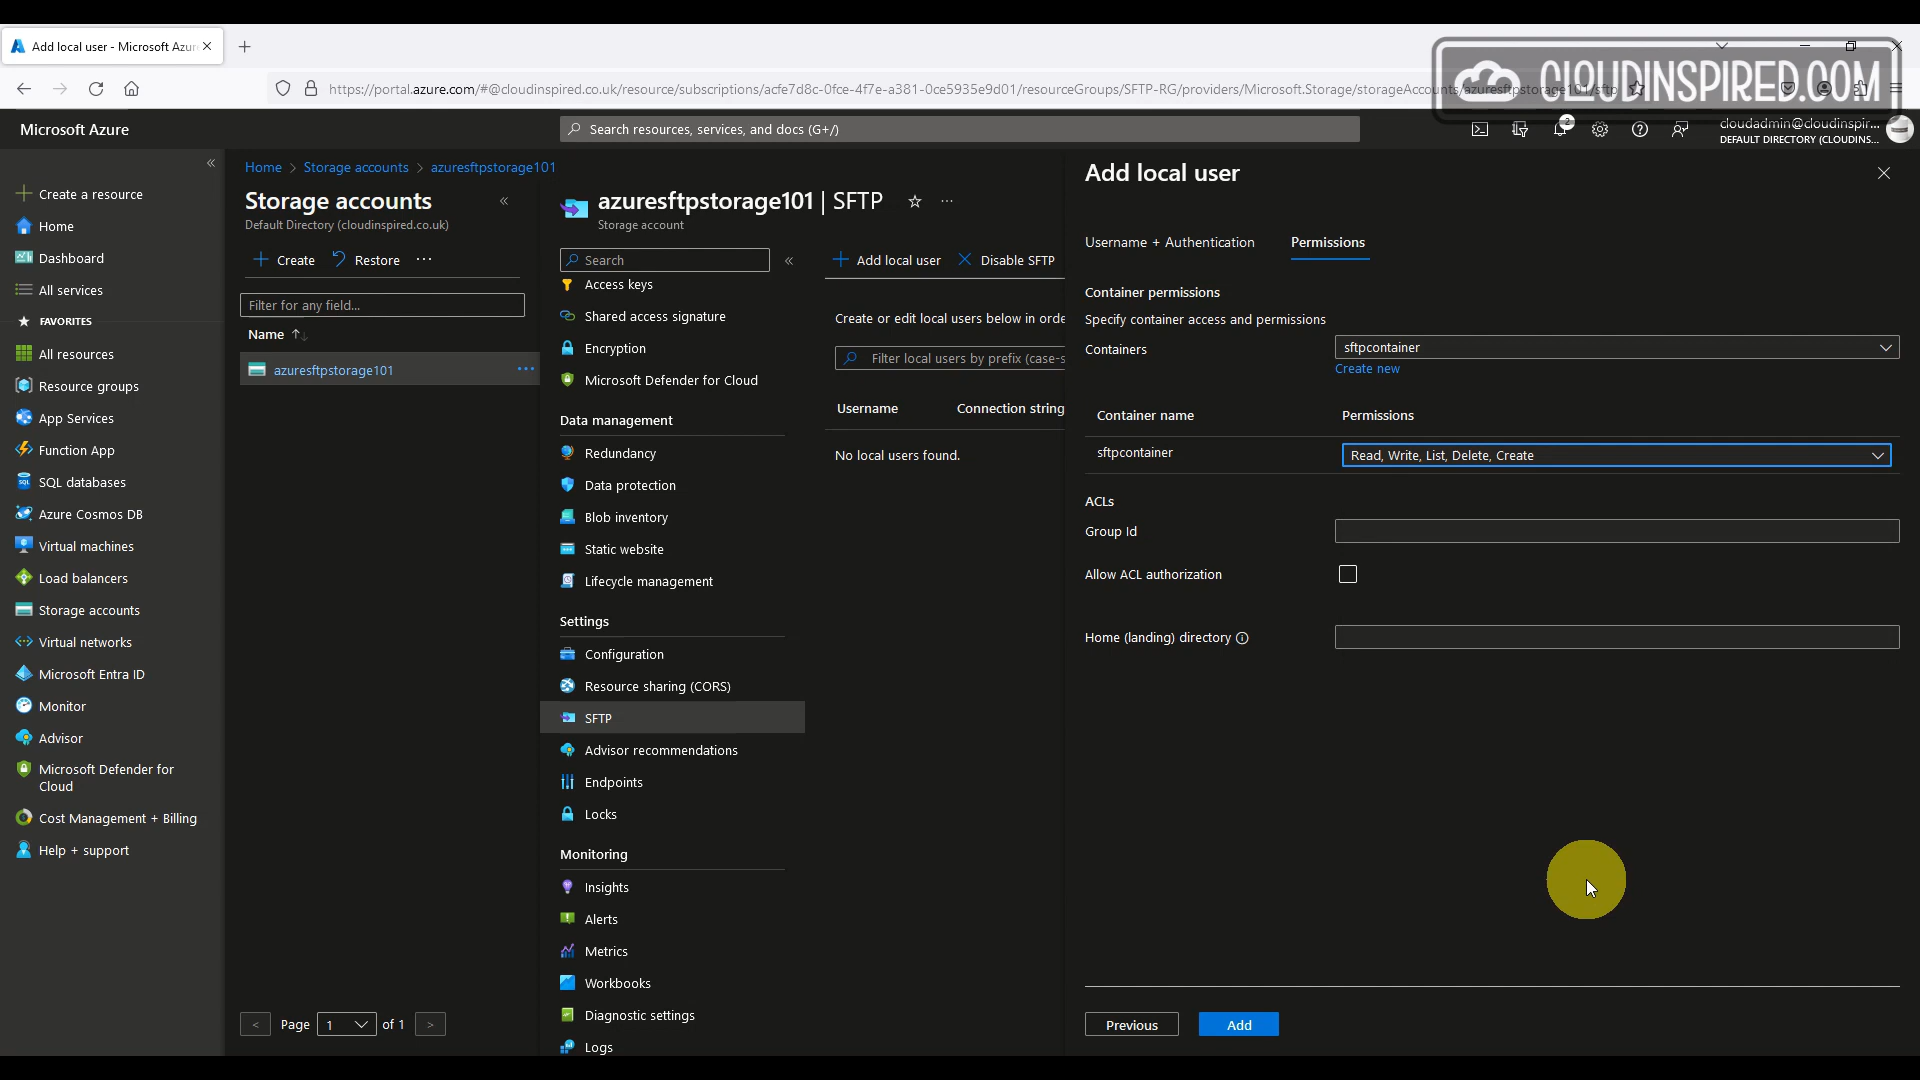 Add local user - Microsoft Azur
CLOUDINSPIRED.COM
https://portal.azure.com/#@cloudinspired.co.uk/resource/subscriptions/acfe7d8c-0fce-4f7e-a381-0ce5935e9d01/resourceGroups/SFTP-RG/providers/Microsoft.Storage/storageAccounts/azuresftpstorage101/sftp
Microsoft Azure
Search resources, services, and docs (G+/)
2
cloudadmin@cloudinspir...
DEFAULT DIRECTORY (CLOUDINS...
Create a resource
Home
Dashboard
All services
FAVORITES
All resources
Resource groups
App Services
Function App
SQL databases
Azure Cosmos DB
Virtual machines
Load balancers
Storage accounts
Virtual networks
Microsoft Entra ID
Monitor
Advisor
Microsoft Defender for
Cloud
Cost Management + Billing
Help + support
Home > Storage accounts > azuresftpstorage101
Storage accounts
Default Directory (cloudinspired.co.uk)
Create
Restore
Filter for any field...
Name
azuresftpstorage101
< Page 1 of 1 >
azuresftpstorage101 | SFTP
Storage account
Search
Access keys
Shared access signature
Encryption
Microsoft Defender for Cloud
Data management
Redundancy
Data protection
Blob inventory
Static website
Lifecycle management
Settings
Configuration
Resource sharing (CORS)
SFTP
Advisor recommendations
Endpoints
Locks
Monitoring
Insights
Alerts
Metrics
Workbooks
Diagnostic settings
Logs
Add local user
Disable SFTP
Create or edit local users below in orde
Filter local users by prefix (case-s
Username Connection string
No local users found.
Add local user
Username + Authentication
Permissions
Container permissions
Specify container access and permissions
Containers
sftpcontainer
Create new
Container name Permissions
sftpcontainer Read, Write, List, Delete, Create
ACLs
Group Id
Allow ACL authorization
Home (landing) directory
Previous
Add